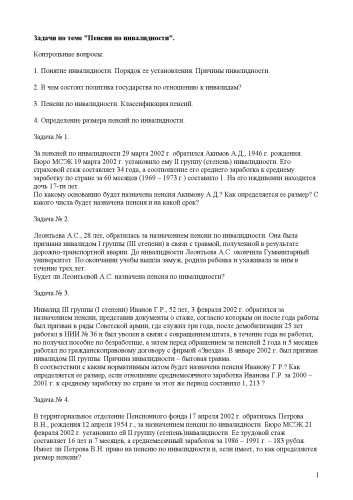 Задачи по теме "Пенсии по инвалидности".
Контрольные вопросы:
1. Понятие инвалидности. Порядок ее установления. Причины инвалидности.
2. В чем состоит политика государства по отношению к инвалидам?
3. Пенсии по инвалидности. Классификация пенсий.
4. Определение размера пенсий по инвалидности.
Задача № 1.
За пенсией по инвалидности 29 марта 2002 г. обратился Акимов А.Д., 1946 г. рождения.
Бюро МСЭК 19 марта 2002 г. установило ему II группу (степень) инвалидности. Его
страховой стаж составляет 34 года, а соотношение его среднего заработка к среднему
заработку по стране за 60 месяцев (1969 – 1973 г.) составило 1. На его иждивении находится
дочь 17-ти лет.
По какому основанию будет назначена пенсия Акимову А.Д.? Как определяется ее размер? С
какого числа будет назначена пенсия и на какой срок?
Задача № 2.
Леонтьева А.С., 28 лет, обратилась за назначением пенсии по инвалидности. Она была
признана инвалидом I группы (III степени) в связи с травмой, полученной в результате
дорожно-транспортной аварии. До инвалидности Леонтьева А.С. окончила Гуманитарный
университет. По окончании учебы вышла замуж, родила ребенка и ухаживала за ним в
течение трех лет.
Будет ли Леонтьевой А.С. назначена пенсия по инвалидности?
Задача № 3.
Инвалид III группы (I степени) Иванов Г.Р., 52 лет, 3 февраля 2002 г. обратился за
назначением пенсии, представив документы о стаже, согласно которым он после года работы
был призван в ряды Советской армии, где служил три года, после демобилизации 25 лет
работал в НИИ № 36 и был уволен в связи с сокращением штата, в течение года не работал,
но получал пособие по безработице, а затем перед обращением за пенсией 2 года и 5 месяцев
работал по гражданскоправовому договору с фирмой «Звезда». В январе 2002 г. был признан
инвалидом III группы. Причина инвалидности – бытовая травма.
В соответствии с каким нормативным актом будет назначена пенсия Иванову Г.Р.? Как
определяется ее размер, если отношение среднемесячного заработка Иванова Г.Р. за 2000 –
2001 г. к среднему заработку по стране за этот же период составило 1, 213 ?
Задача № 4.
В территориальное отделение Пенсионного фонда 17 апреля 2002 г. обратилась Петрова
В.Н., рождения 12 апреля 1954 г., за назначением пенсии по инвалидности. Бюро МСЭК 21
февраля 2002 г. установило ей II группу (степень)инвалидности. Ее трудовой стаж
составляет 16 лет и 7 месяцев, а среднемесячный заработок за 1986 – 1991 г. – 183 рубля.
Имеет ли Петрова В.Н. право на пенсию по инвалидности и, если имеет, то как определяется
размер пенсии?
1